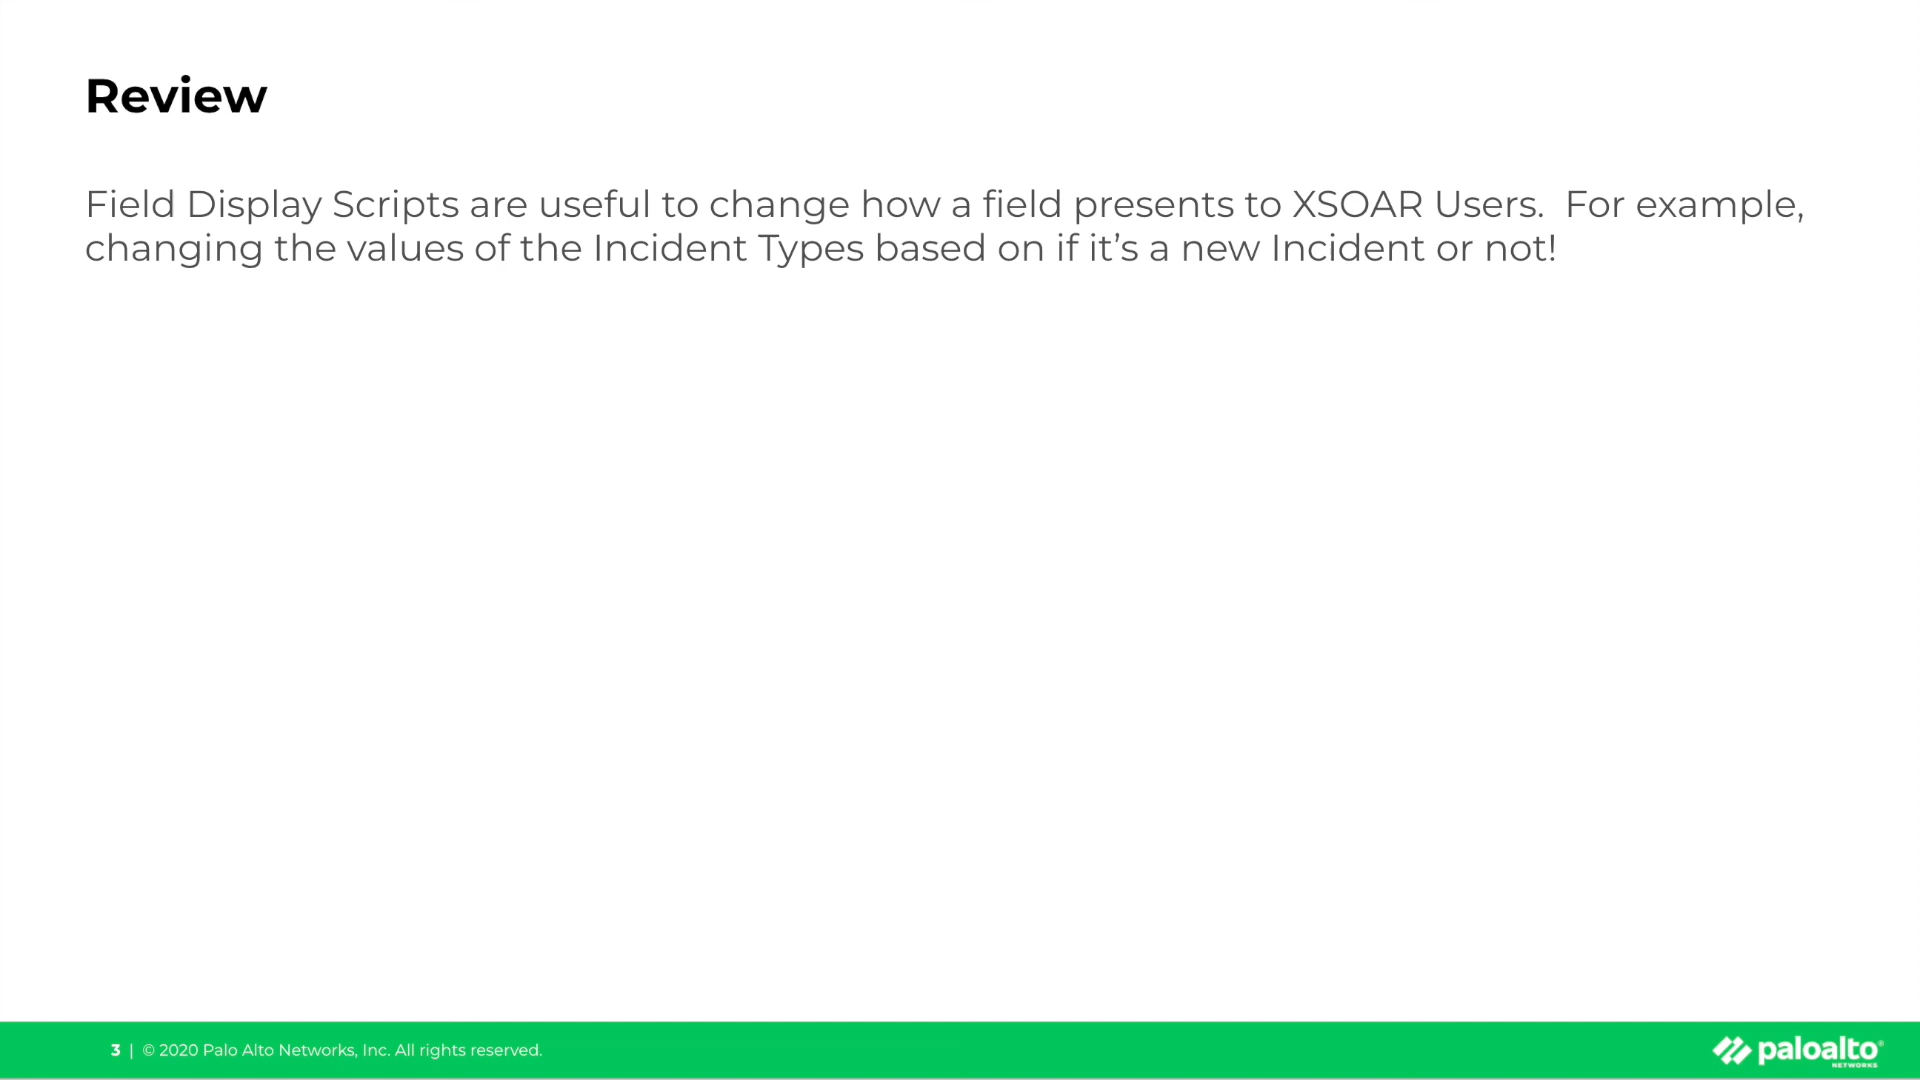 Review
Field Display Scripts are useful to change how a field presents to XSOAR Users.  For example,
changing the values of the Incident Types based on if it’s a new Incident or not!
3 | © 2020 Palo Alto Networks, Inc. All rights reserved.
paloalto®
NETWORKS